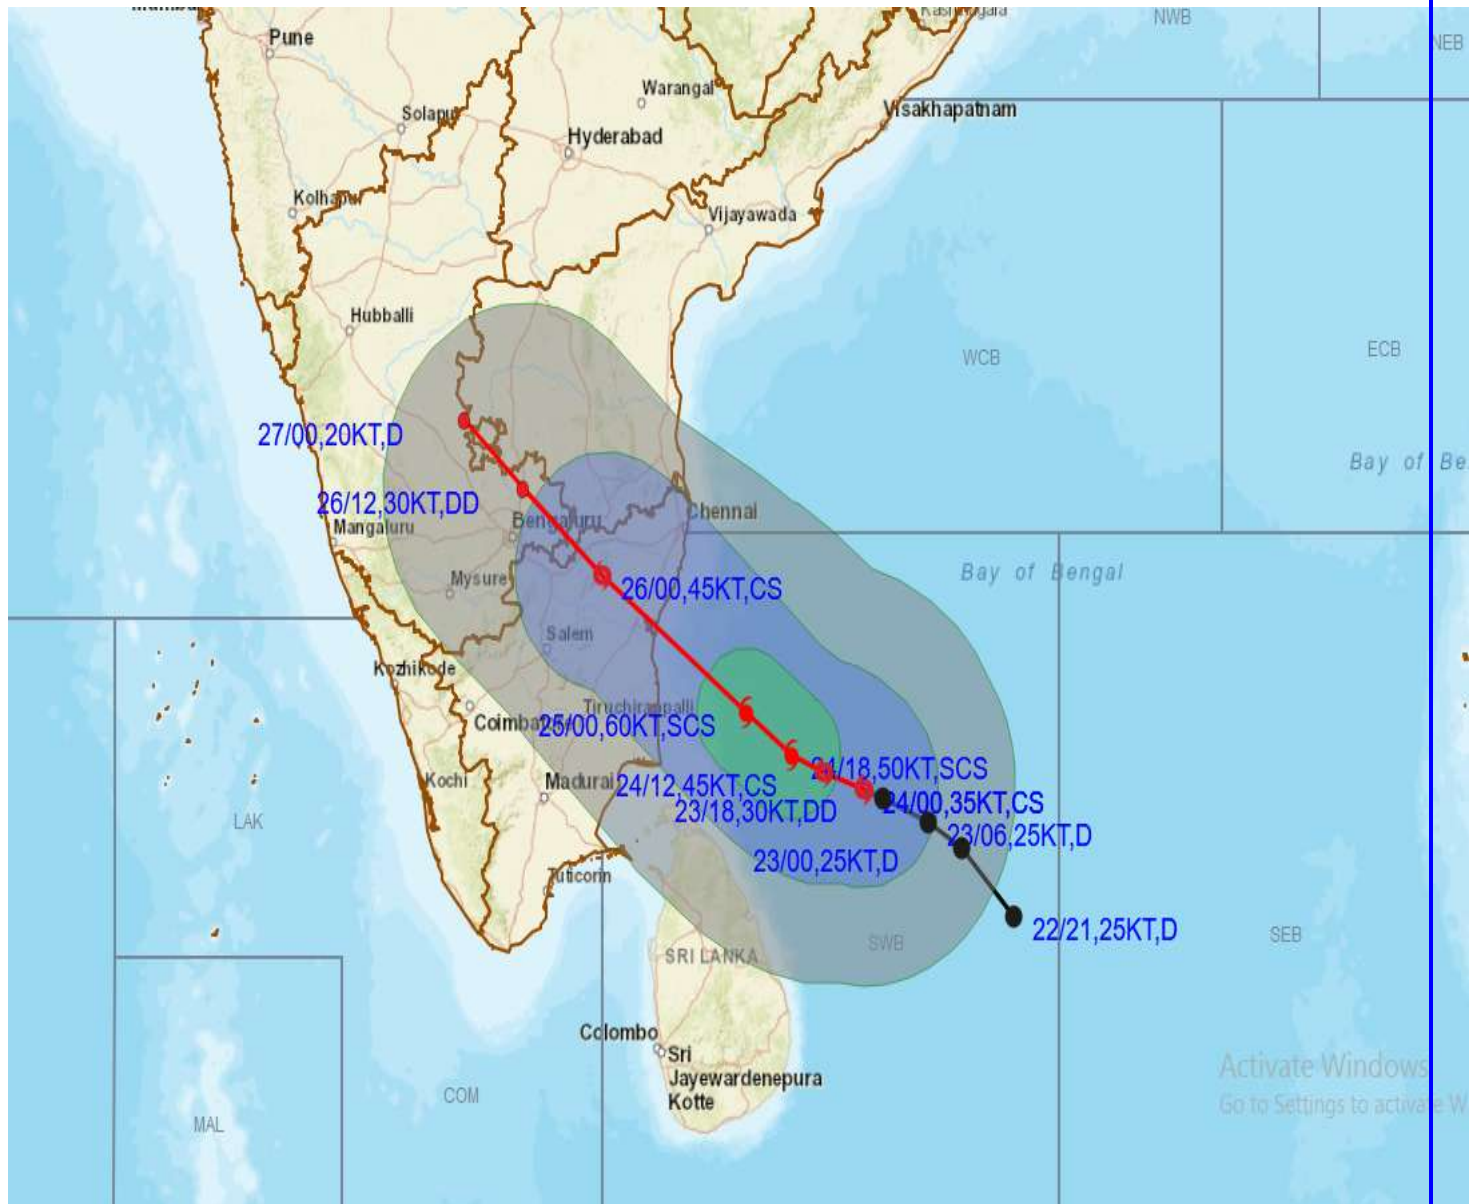 Pune
NWB
NEB
Warangal
Solapur
Visakhapatnam
Hyderabad
Kolhapur
Vijayawada
Hubballi
WCB
ECB
27/00,20KT,D
Bay of Be
26/12,30KT,DD
Chennai
Bengaluru
Mangaluru
Bay of Bengal
Mysure
26/00,45KT,CS
Salem
Kozhikode
Tiruchirappalli
Coimbatore
25/00,60KT,SCS
24/18,50KT,SCS
Kochi
Madurai
24/12,45KT,CS
24/00,35KT,CS
23/18,30KT,DD
LAK
23/06,25KT,D
23/00,25KT,D
Tuticorin
22/21,25KT,D
SWB
SEB
SRI LANKA
Colombo
Sri
Jayewardenepura
Kotte
Activate Windows
Go to Settings to activate W
COM
MAL